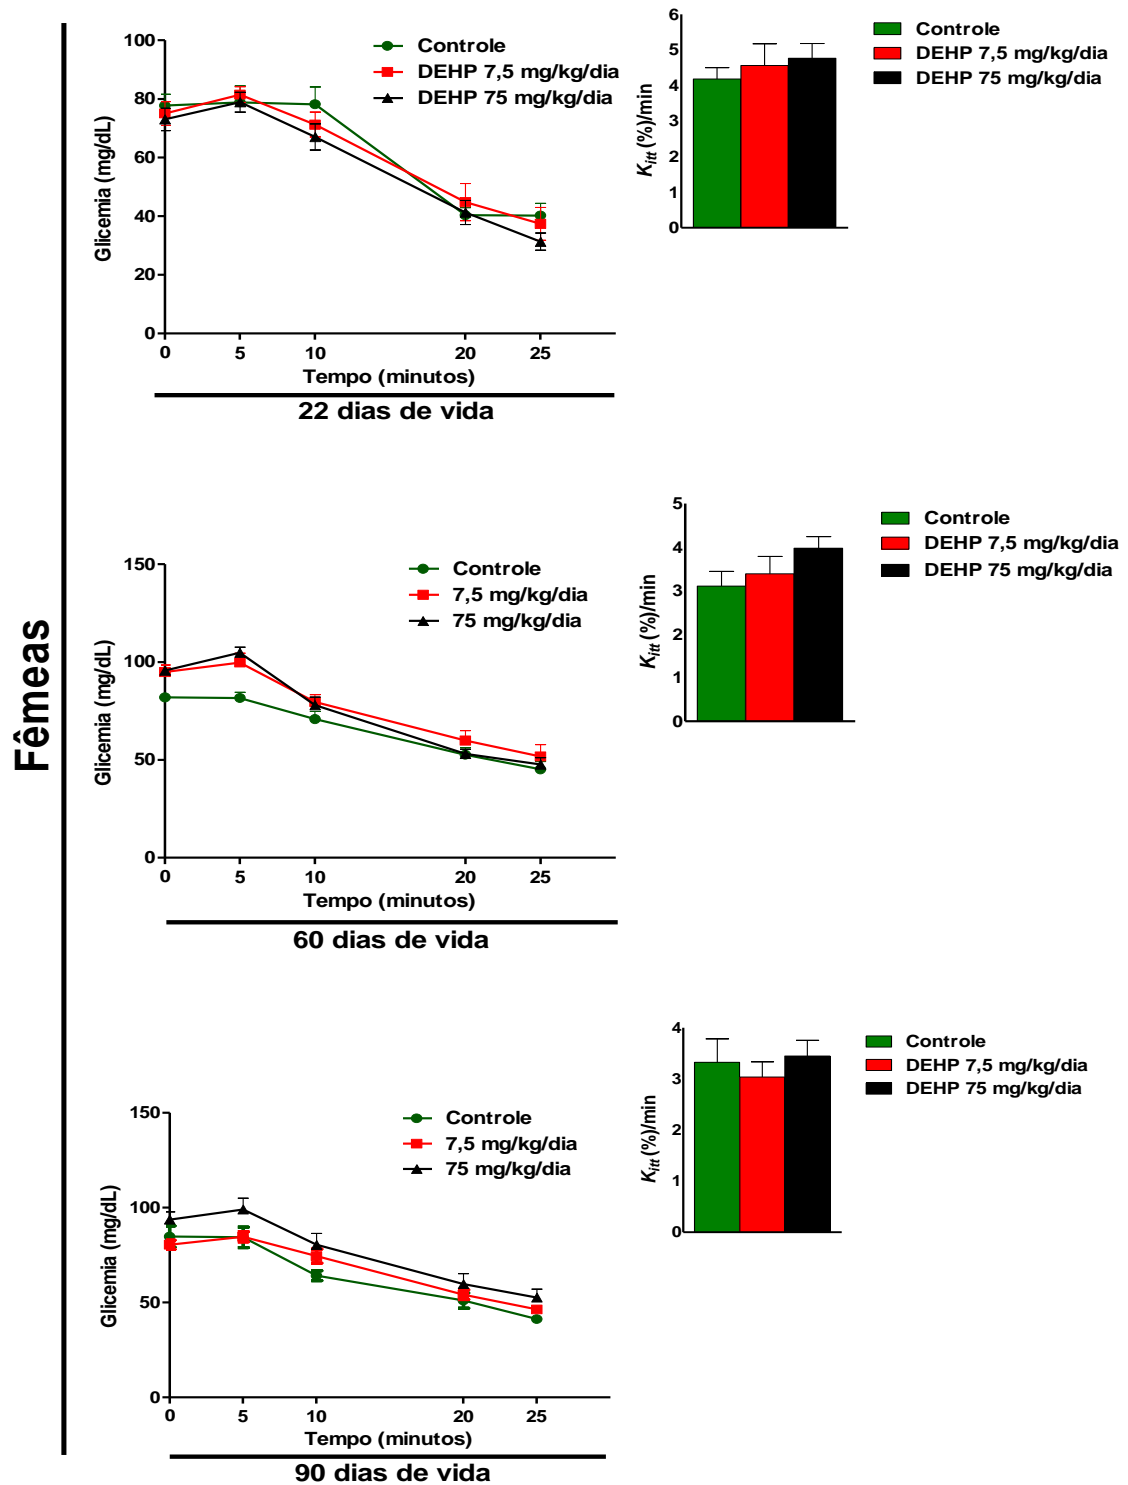 Fêmeas
100
80
60
40
20
0
Glicemia (mg/dL)
Controle
DEHP 7,5 mg/kg/dia
DEHP 75 mg/kg/dia
0 5 10 20 25
Tempo (minutos)
22 dias de vida
6
5
4
3
2
1
0
Kitt (%)/min
Controle
DEHP 7,5 mg/kg/dia
DEHP 75 mg/kg/dia
150
100
50
0
Glicemia (mg/dL)
Controle
7,5 mg/kg/dia
75 mg/kg/dia
0 5 10 20 25
Tempo (minutos)
60 dias de vida
5
4
3
2
1
0
Kitt (%)/min
Controle
DEHP 7,5 mg/kg/dia
DEHP 75 mg/kg/dia
150
100
50
0
Glicemia (mg/dL)
Controle
7,5 mg/kg/dia
75 mg/kg/dia
0 5 10 20 25
Tempo (minutos)
90 dias de vida
4
3
2
1
0
Kitt (%)/min
Controle
DEHP 7,5 mg/kg/dia
DEHP 75 mg/kg/dia